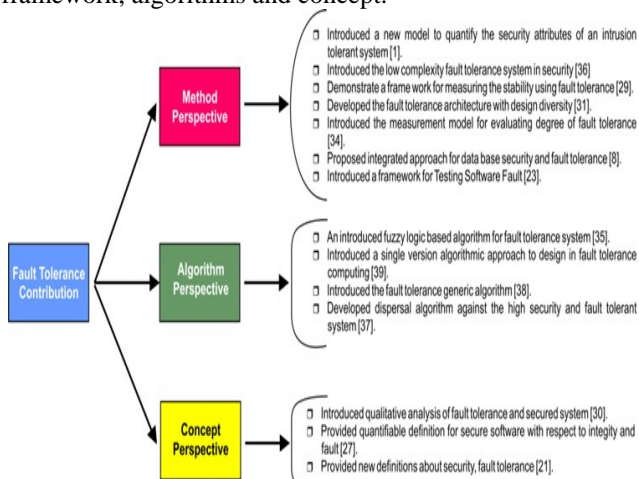 framework, algorithms and concept.
Introduced a new model to quantify the security attributes of an intrusion
tolerant system [1].
Introduced the low complexity fault tolerance system in security [36]
Demonstrate a frame work for measuring the stability using fault tolerance [29].
Developed the fault tolerance architecture with design diversity [31].
Introduced the measurement model for evaluating degree of fault tolerance
[34].
Proposed integrated approach for data base security and fault tolerance [8].
Introduced a framework for Testing Software Fault [23].
Method
Perspective
Fault Tolerance
Contribution
Algorithm
Perspective
An introduced fuzzy logic based algorithm for fault tolerance system [35].
Introduced a single version algorithmic approach to design in fault tolerance
computing [39].
Introduced the fault tolerance generic algorithm [38].
Developed dispersal algorithm against the high security and fault tolerant
system [37].
Concept
Perspective
Introduced qualitative analysis of fault tolerance and secured system [30].
Provided quantifiable definition for secure software with respect to integity and
fault [27].
Provided new definitions about security, fault tolerance [21].